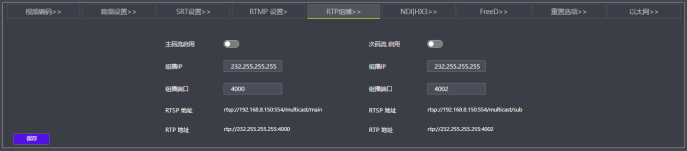 视频编码>> 音频设置>> SRT设置>> RTMP 设置> RTP组播>> NDI|HX3>> FreeD>> 重置选项>> 以太网>>
主码流启用 次码流 启用
组播IP 232.255.255.255 组播IP 232.255.255.255
组播端口 4000 组播端口 4002
RTSP 地址 rtsp://192.168.8.150:554/multicast/main RTSP 地址 rtsp://192.168.8.150:554/multicast/sub
RTP 地址 rtp://232.255.255.255:4000 RTP 地址 rtp://232.255.255.255:4002
保存